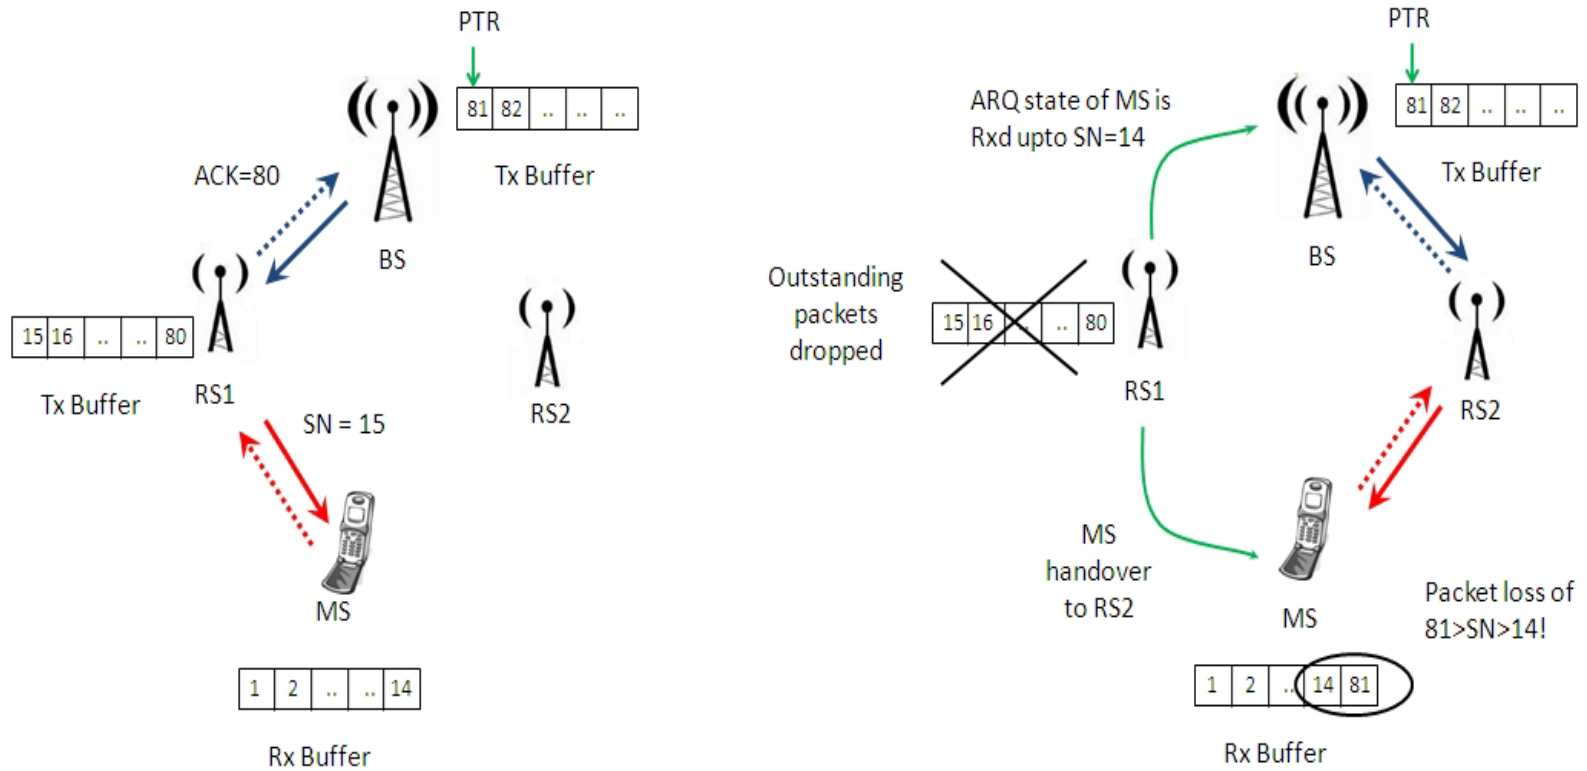 PTR
81 82 .. .. ..
Tx Buffer
ACK=80
BS
15 16 .. .. 80
Tx Buffer
RS1
RS2
SN = 15
MS
1 2 .. .. 14
Rx Buffer
PTR
ARQ state of MS is
Rxd upto SN=14
81 82 .. .. ..
Tx Buffer
BS
Outstanding
packets
dropped
15 16 .. .. 80
RS1
RS2
MS
handover
to RS2
MS
Packet loss of
81>SN>14!
1 2 .. 14 81
Rx Buffer